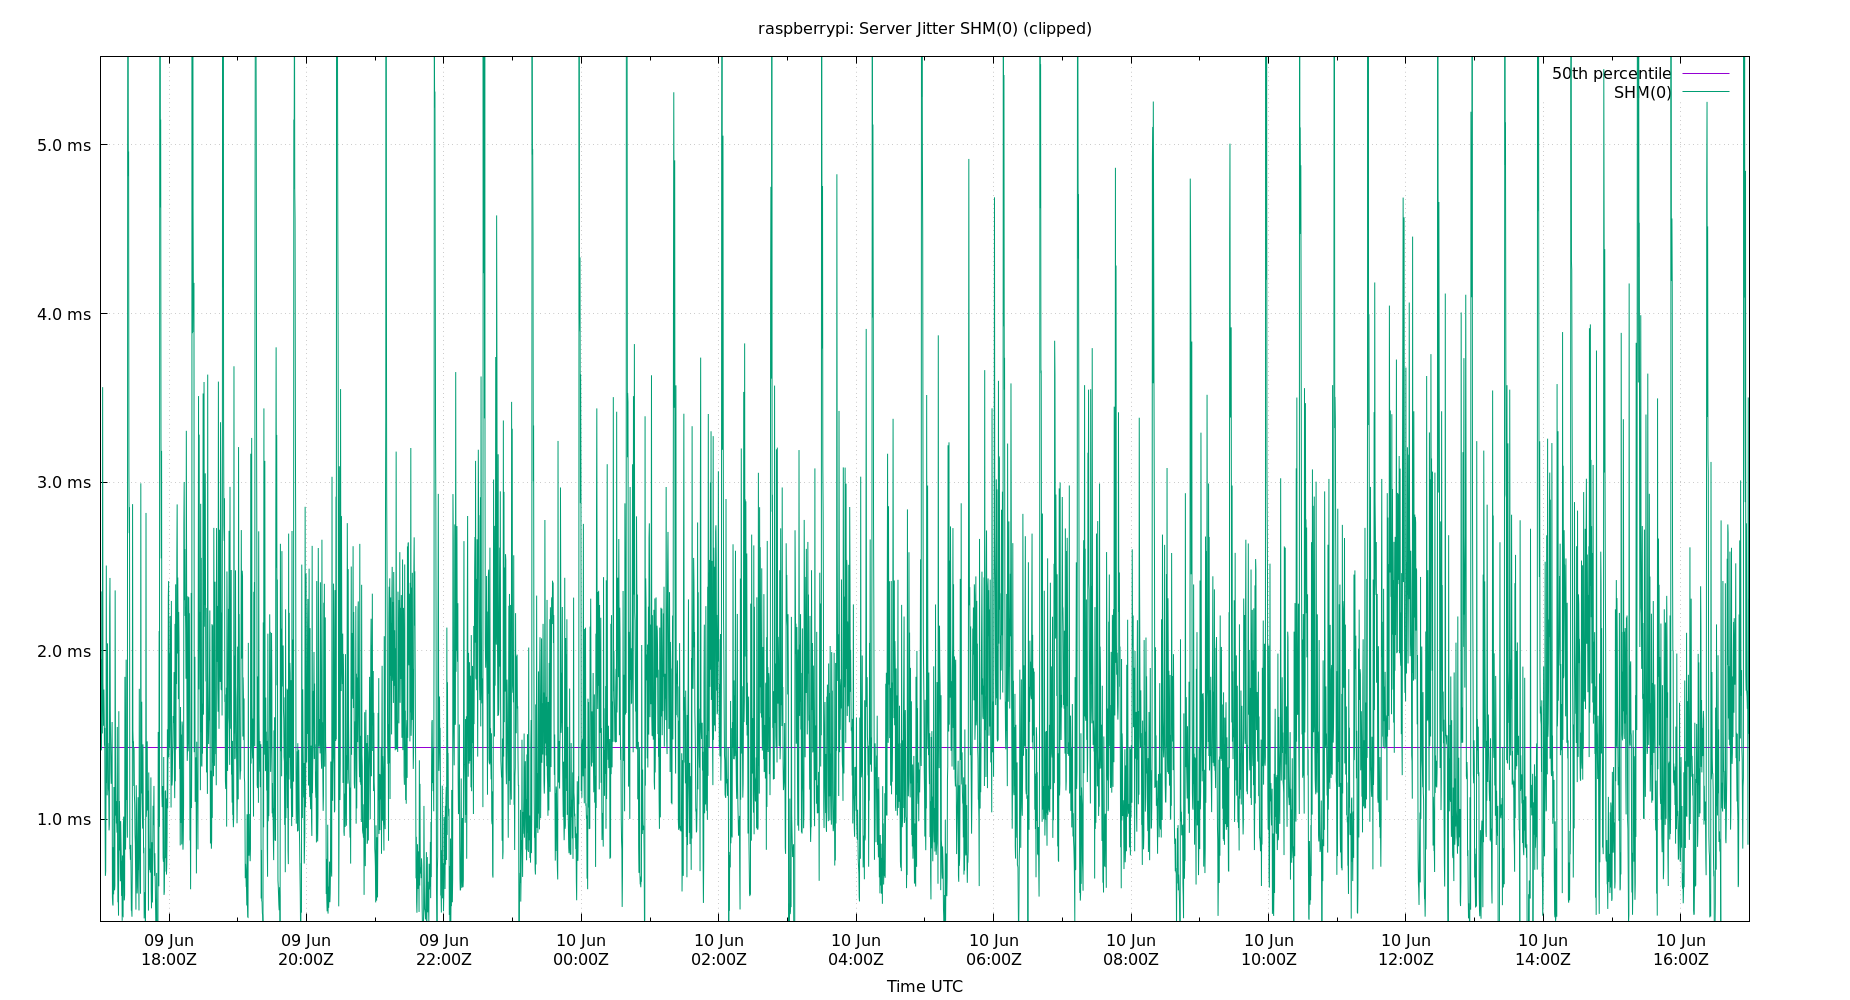 raspberrypi: Server Jitter SHM(0) (clipped)
50th percentile
SHM(0)
5.0 ms
4.0 ms
3.0 ms
2.0 ms
1.0 ms
09 Jun 09 Jun 09 Jun 10 Jun 10 Jun 10 Jun 10 Jun 10 Jun 10 Jun 10 Jun 10 Jun 10 Jun
18:00Z 20:00Z 22:00Z 00:00Z 02:00Z 04:00Z 06:00Z 08:00Z 10:00Z 12:00Z 14:00Z 16:00Z
Time UTC